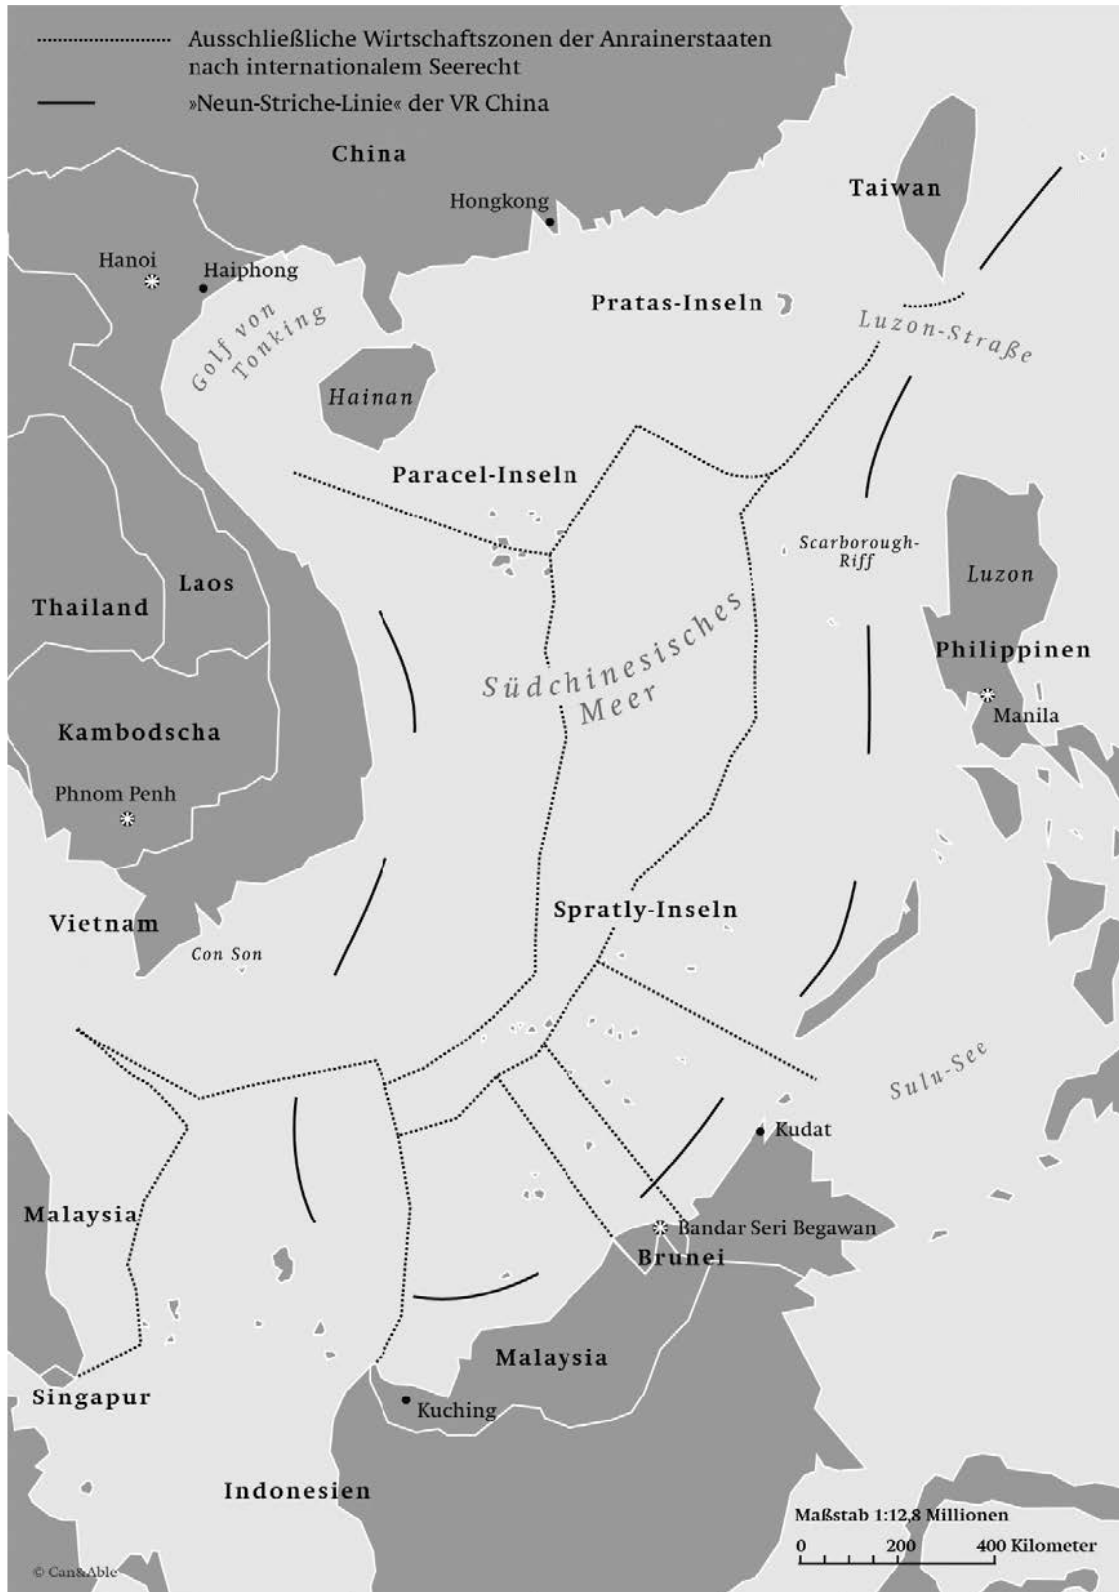 Ausschließliche Wirtschaftszonen der Anrainerstaaten
nach internationalem Seerecht
»Neun-Striche-Linie« der VR China
China
Hongkong
Taiwan
Hanoi
Haiphong
Golf von
Tonking
Pratas-Inseln
Luzon-Straße
Hainan
Paracel-Inseln
Scarborough-
Riff
Luzon
Laos
Thailand
Südchinesisches
Meer
Philippinen
Manila
Kambodscha
Phnom Penh
Spratly-Inseln
Vietnam
Con Son
Sulu-See
Kudat
Malaysia
Bandar Seri Begawan
Brunei
Malaysia
Singapur
Kuching
Indonesien
Maßstab 1:12,8 Millionen
0 200 400 Kilometer
© Can&Able